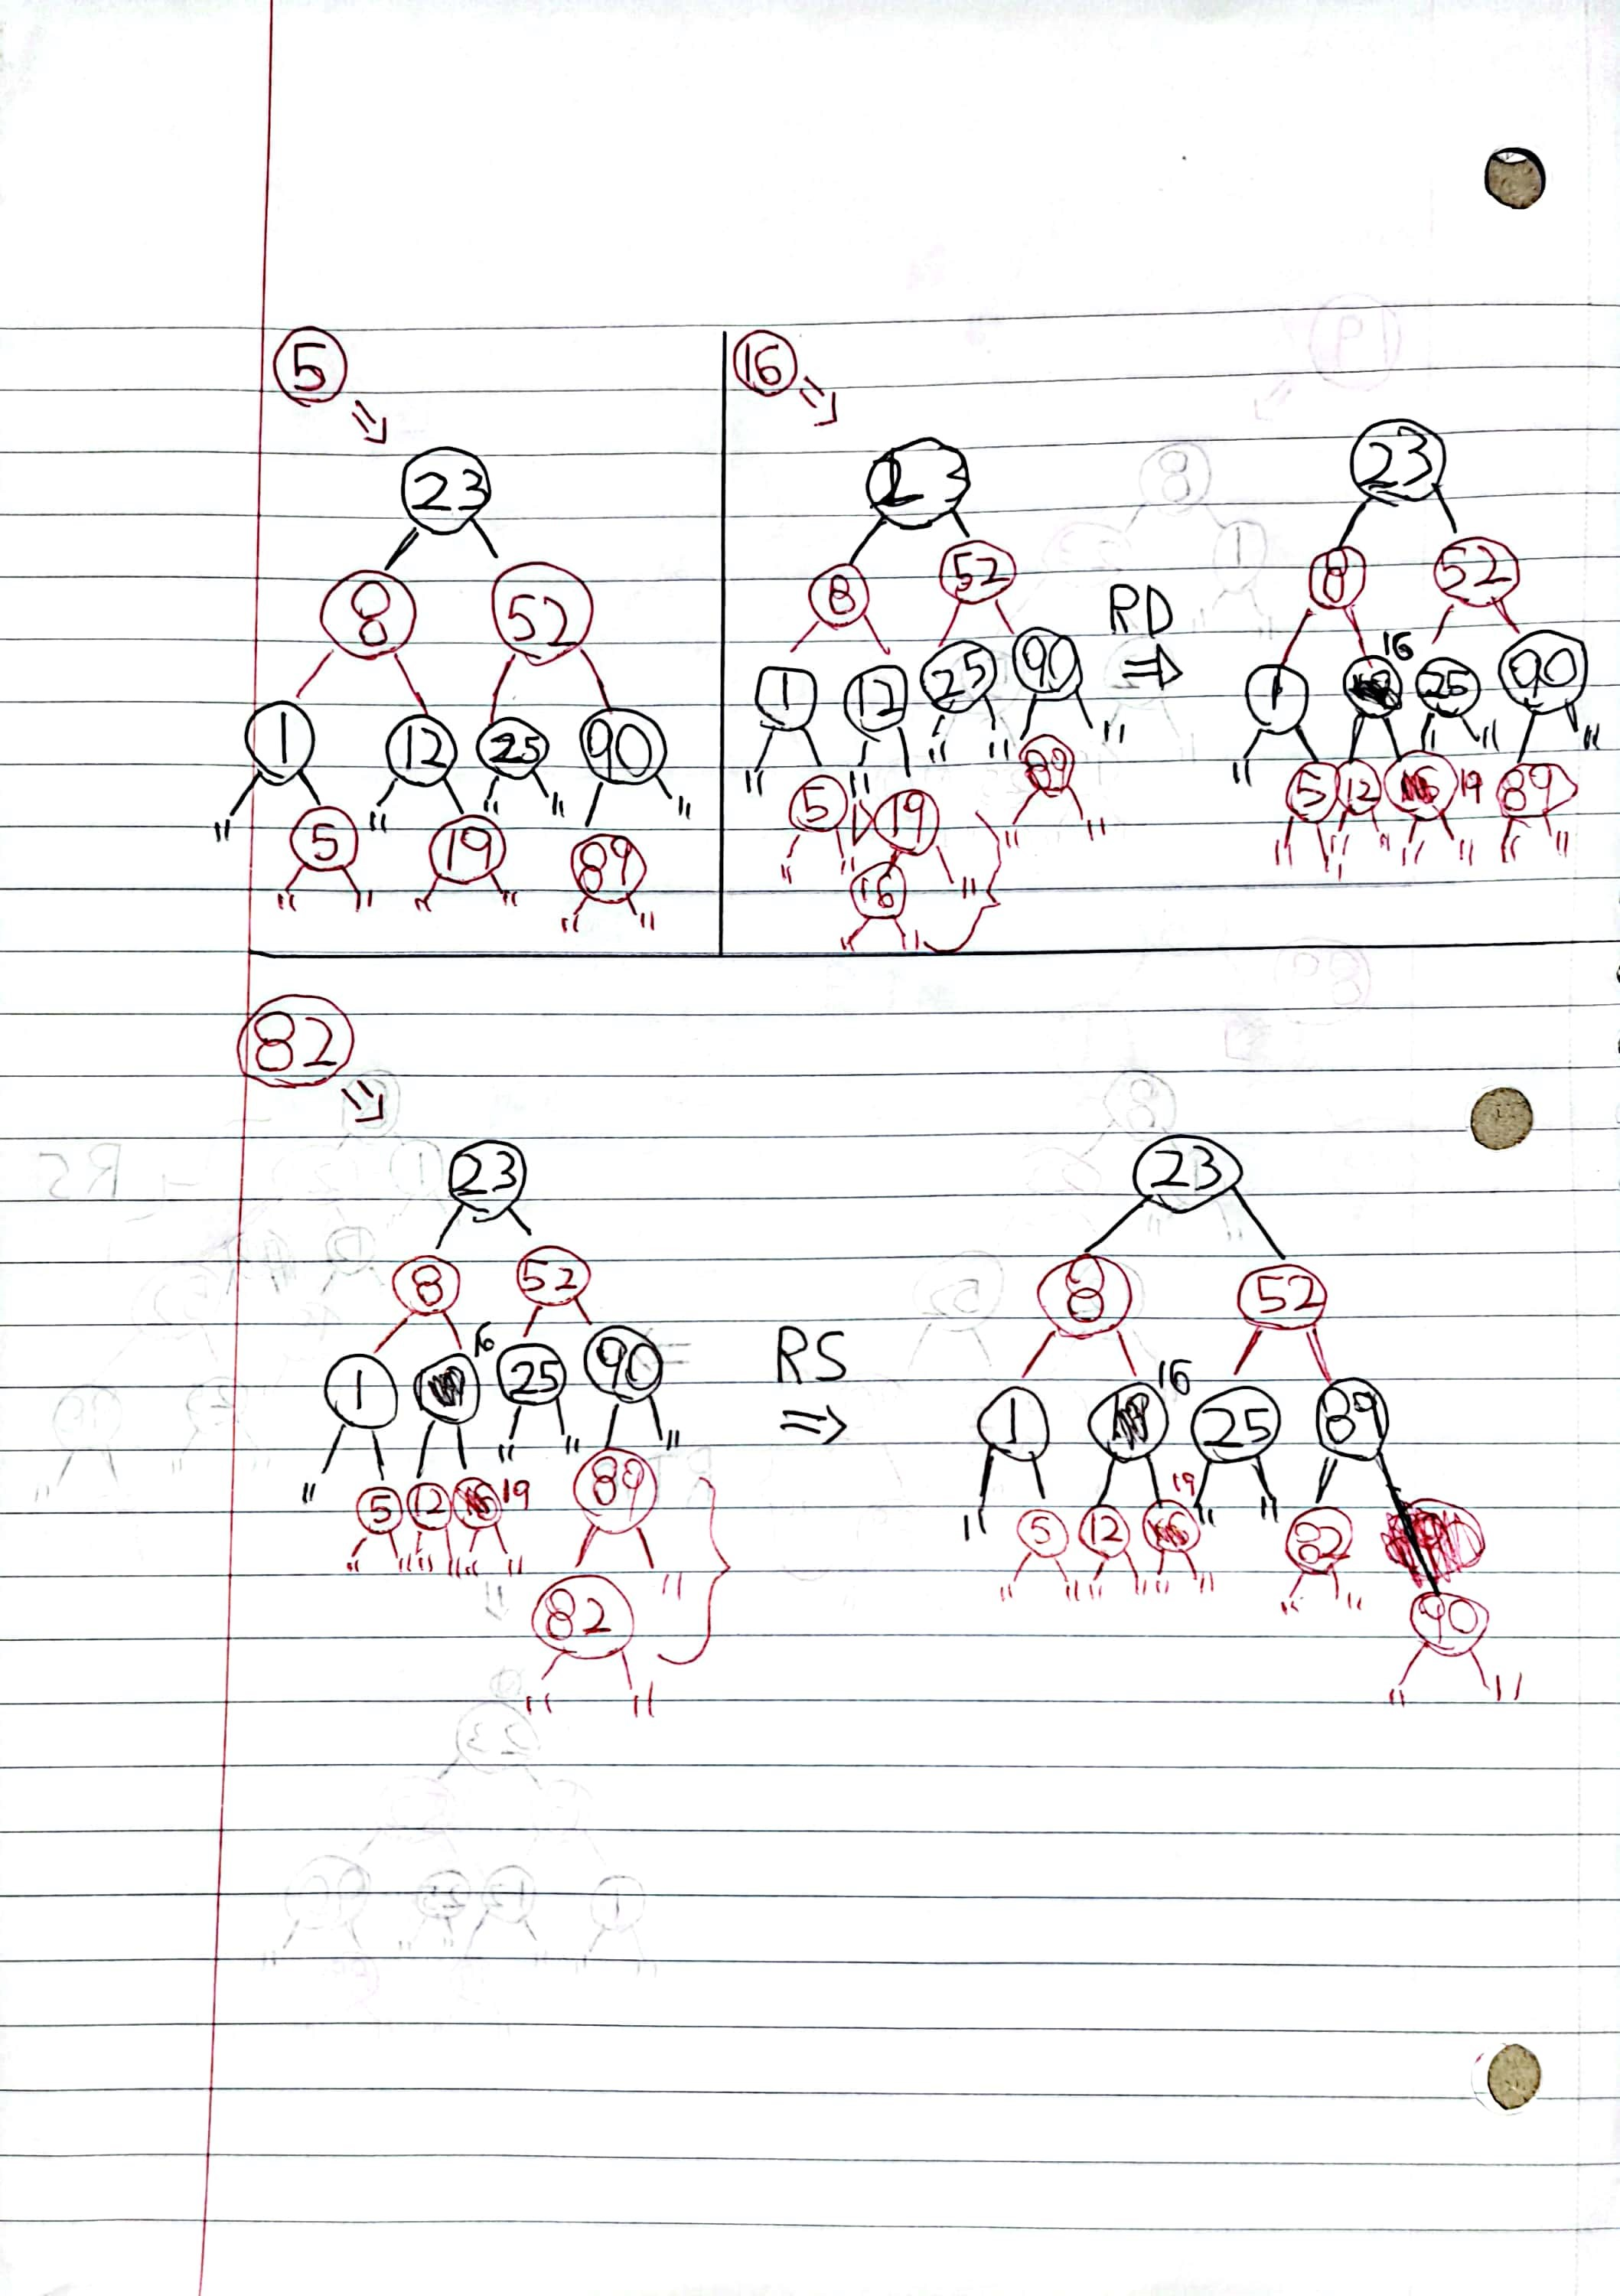 5
23
8 52
1 12 25 90
" " " " "
5 19 89
" " " " " "
16
23
8 52
1 12 25 90
" " " " "
5 19 89
" " " " "
16
" "
RD
⇒
23
8 52
16
1 25 90
" " " "
5 12 19 89
" " " " " " " "
82
23
8 52
16
1 25 90
" " " "
5 12 19 89
" " " " " " "
82
" "
RS
⇒
23
8 52
16
1 25 89
" " "
19
5 12 82
" " " " " " " "
90
" "